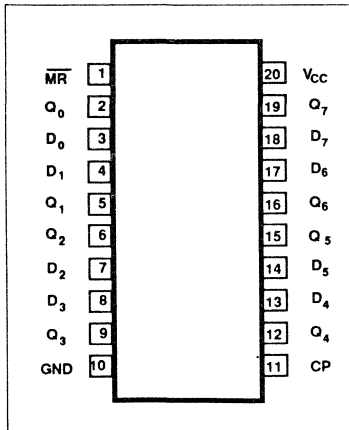 M̅R̅ 1 20 VCC
Q0 2 19 Q7
D0 3 18 D7
D1 4 17 D6
Q1 5 16 Q6
Q2 6 15 Q5
D2 7 14 D5
D3 8 13 D4
Q3 9 12 Q4
GND 10 11 CP